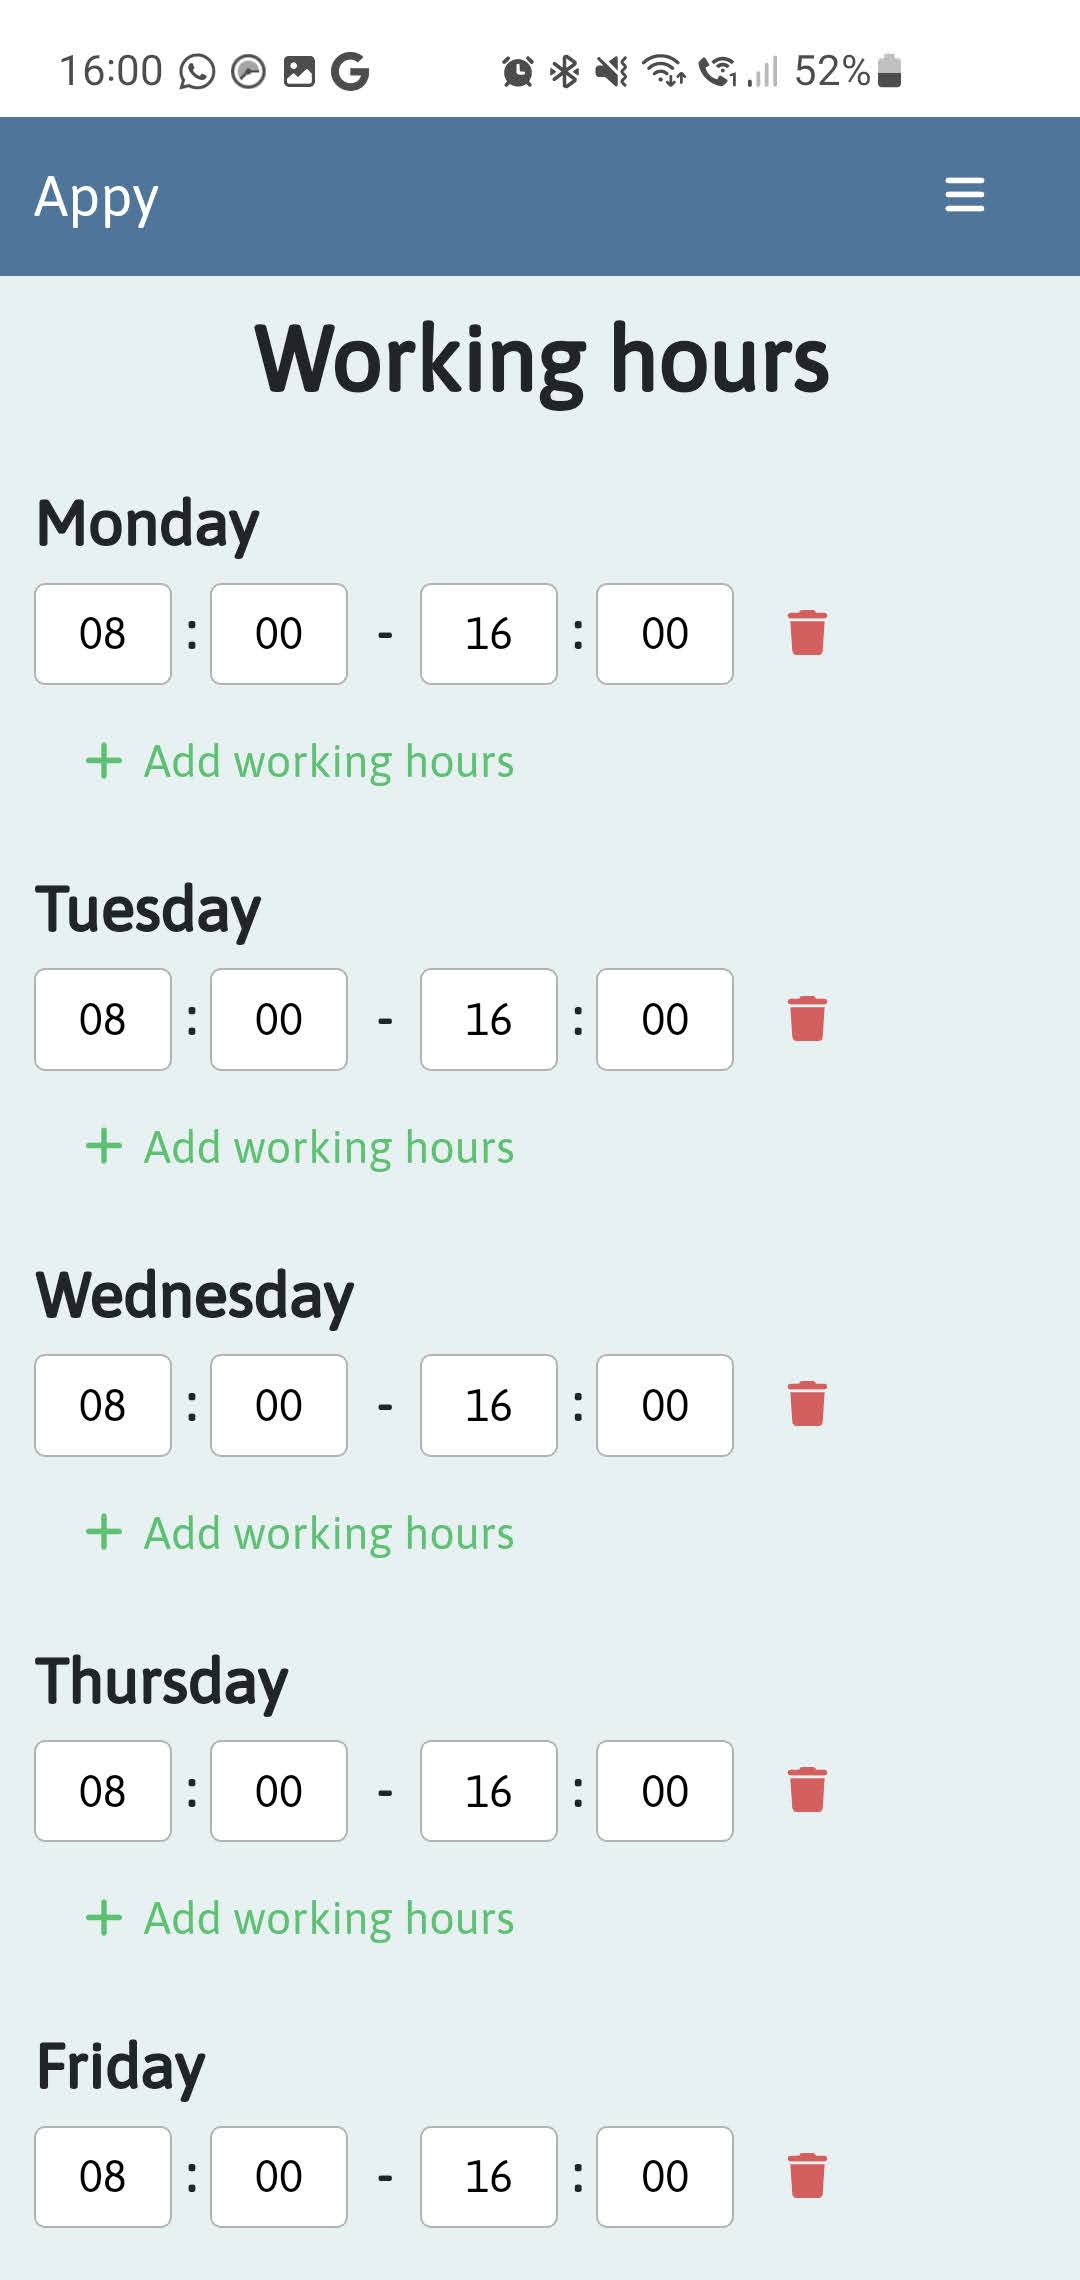 16:00 52%
Appy
Working hours
Monday
08 : 00 - 16 : 00
+ Add working hours
Tuesday
08 : 00 - 16 : 00
+ Add working hours
Wednesday
08 : 00 - 16 : 00
+ Add working hours
Thursday
08 : 00 - 16 : 00
+ Add working hours
Friday
08 : 00 - 16 : 00